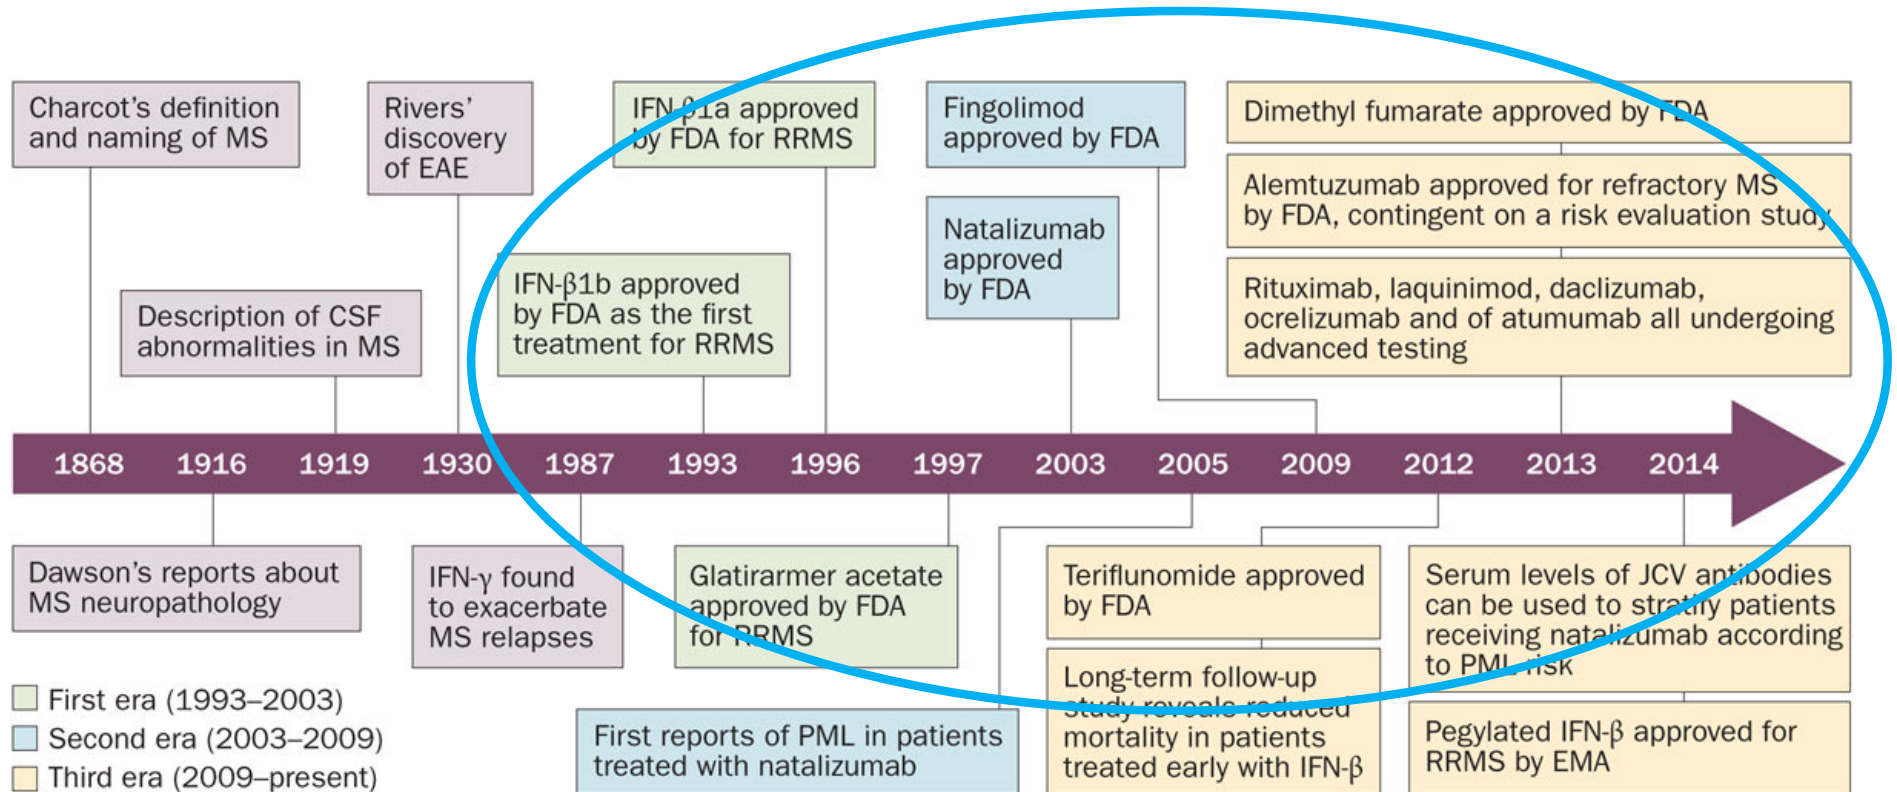 Charcot's definition
and naming of MS
Rivers'
discovery
of EAE
IFN-β1a approved
by FDA for RRMS
Fingolimod
approved by FDA
Dimethyl fumarate approved by FDA
Alemtuzumab approved for refractory MS
by FDA, contingent on a risk evaluation study
Natalizumab
approved
by FDA
IFN-β1b approved
by FDA as the first
treatment for RRMS
Rituximab, laquinimod, daclizumab,
ocrelizumab and of atumumab all undergoing
advanced testing
Description of CSF
abnormalities in MS
1868 1916 1919 1930 1987 1993 1996 1997 2003 2005 2009 2012 2013 2014
Dawson's reports about
MS neuropathology
IFN-γ found
to exacerbate
MS relapses
Glatirarmer acetate
approved by FDA
for RRMS
Teriflunomide approved
by FDA
Serum levels of JCV antibodies
can be used to stratify patients
receiving natalizumab according
to PML risk
Long-term follow-up
study reveals reduced
mortality in patients
treated early with IFN-β
First reports of PML in patients
treated with natalizumab
Pegylated IFN-β approved for
RRMS by EMA
First era (1993–2003)
Second era (2003–2009)
Third era (2009–present)